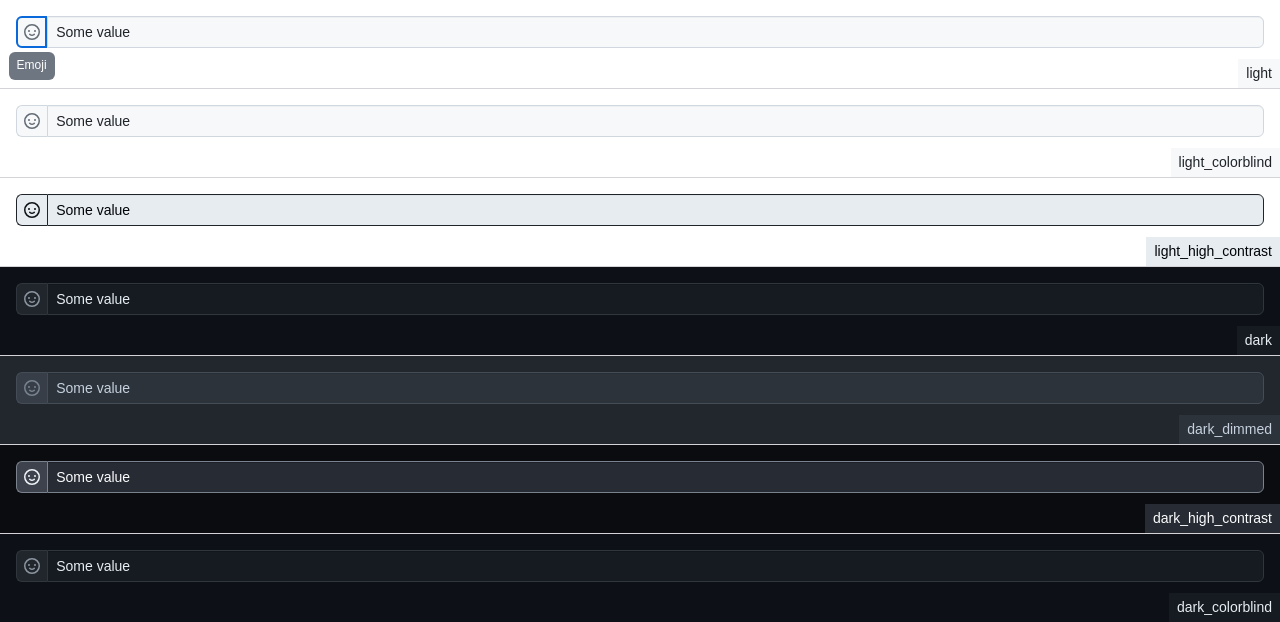 Some value
Emoji
light
Some value
light_colorblind
Some value
light_high_contrast
Some value
dark
Some value
dark_dimmed
Some value
dark_high_contrast
Some value
dark_colorblind